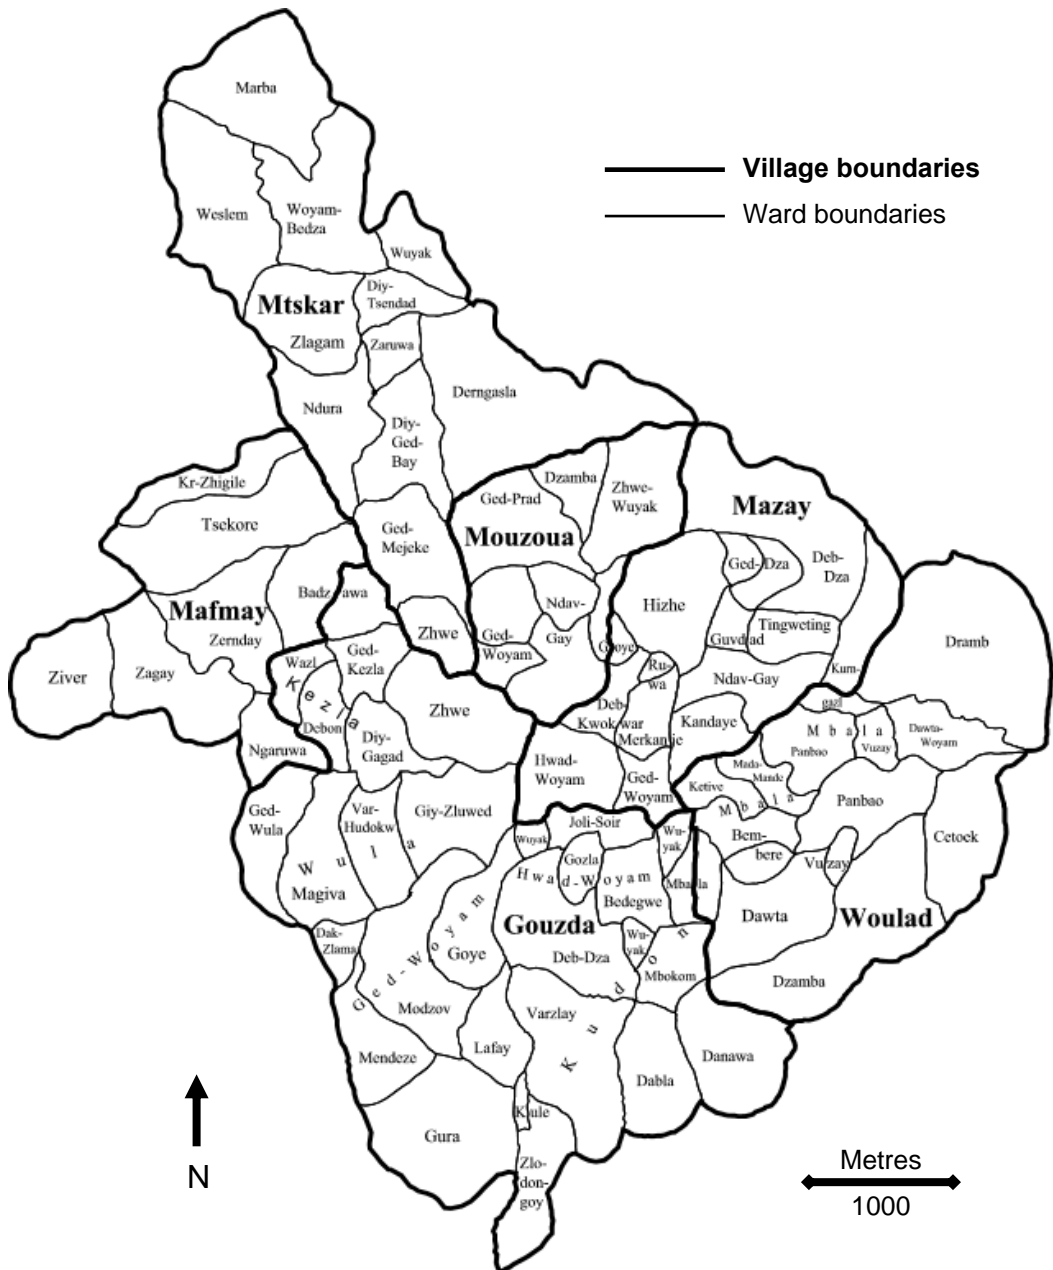 Marba
Village boundaries
Weslem
Woyam-
Bedza
Ward boundaries
Wuyak
Diy-
Tsendad
Mtskar
Zlagam
Zaruwa
Ndura
Derngasla
Diy-
Ged-
Bay
Kr-Zhigile
Tsekore
Ged-Prad
Dzamba
Zhwe-
Wuyak
Mazay
Ged-
Mejeke
Mouzoua
Ged-Dza
Deb-
Dza
Badzawa
Mafmay
Zernday
Ndav-
Gay
Hizhe
Tingweting
Dramb
Zhwe
Ged-
Woyam
Goye
Guvdad
Ziver
Zagay
Wazl
Ged-
Kezla
Ru-
wa
Ndav-Gay
Kum-
gazl
Kezla
Debon
Zhwe
Deb-
Kwokwar
Merkanje
Kandaye
Mbala
Panbao
Vuzay
Dawta-
Woyam
Ngaruwa
Diy-
Gagad
Hwad-
Woyam
Ged-
Woyam
Ketive
Mada-
Mande
Mbala
Panbao
Ged-
Wula
Var-
Hudokw
Giy-Zluwed
Joli-Soir
Wuyak
Wu-
yak
Bem-
bere
Vuzay
Cetock
Wula
Magiva
Gozla
Hwad-Woyam
Bedegwe
Mbala
Dawta
Woulad
Dak-
Zlama
Ged-Woyam
Goye
Gouzda
Deb-Dza
Wu-
yak
Mbokom
Dzamba
Modzov
Varzlay
Kudon
Mendeze
Lafay
Dabla
Danawa
Gura
Kule
Zlo-
don-
goy
N
Metres
1000